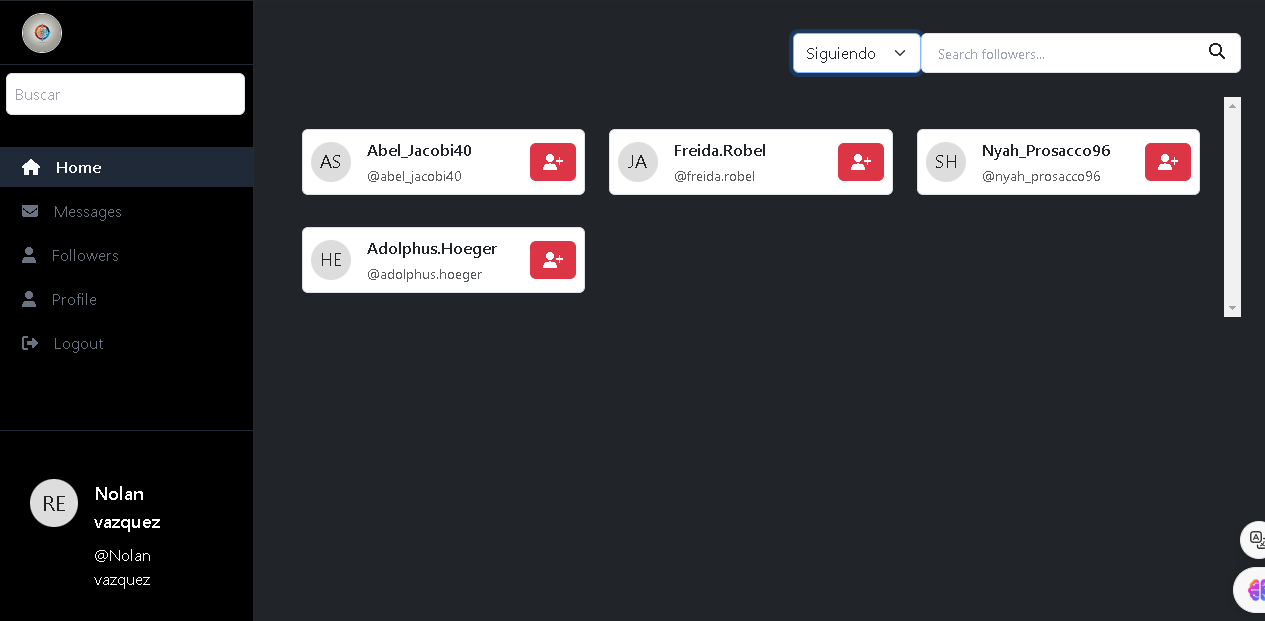 Siguiendo
Search followers...
Buscar
Home
Messages
Followers
Profile
Logout
AS
Abel_Jacobi40
@abel_jacobi40
JA
Freida.Robel
@freida.robel
SH
Nyah_Prosacco96
@nyah_prosacco96
HE
Adolphus.Hoeger
@adolphus.hoeger
RE
Nolan
vazquez
@Nolan
vazquez